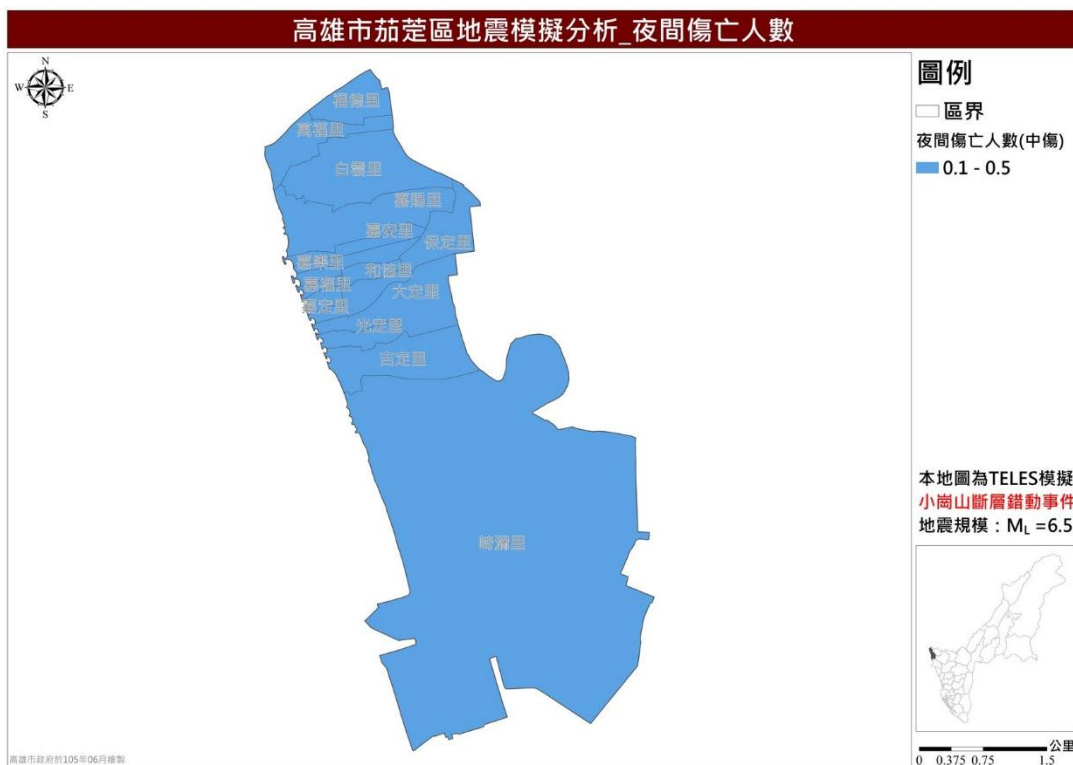 高雄市茄萣區地震模擬分析_夜間傷亡人數
N
W
E
S
福德里
萬福里
白雲里
嘉賜里
嘉安里
保定里
嘉樂里
和協里
嘉福里
大定里
嘉定里
光定里
吉定里
崎漏里
圖例
區界
夜間傷亡人數(中傷)
0.1 - 0.5
本地圖為TELES模擬
小崗山斷層錯動事件
地震規模：ML =6.5
公里
0 0.375 0.75 1.5
高雄市政府於105年06月繪製